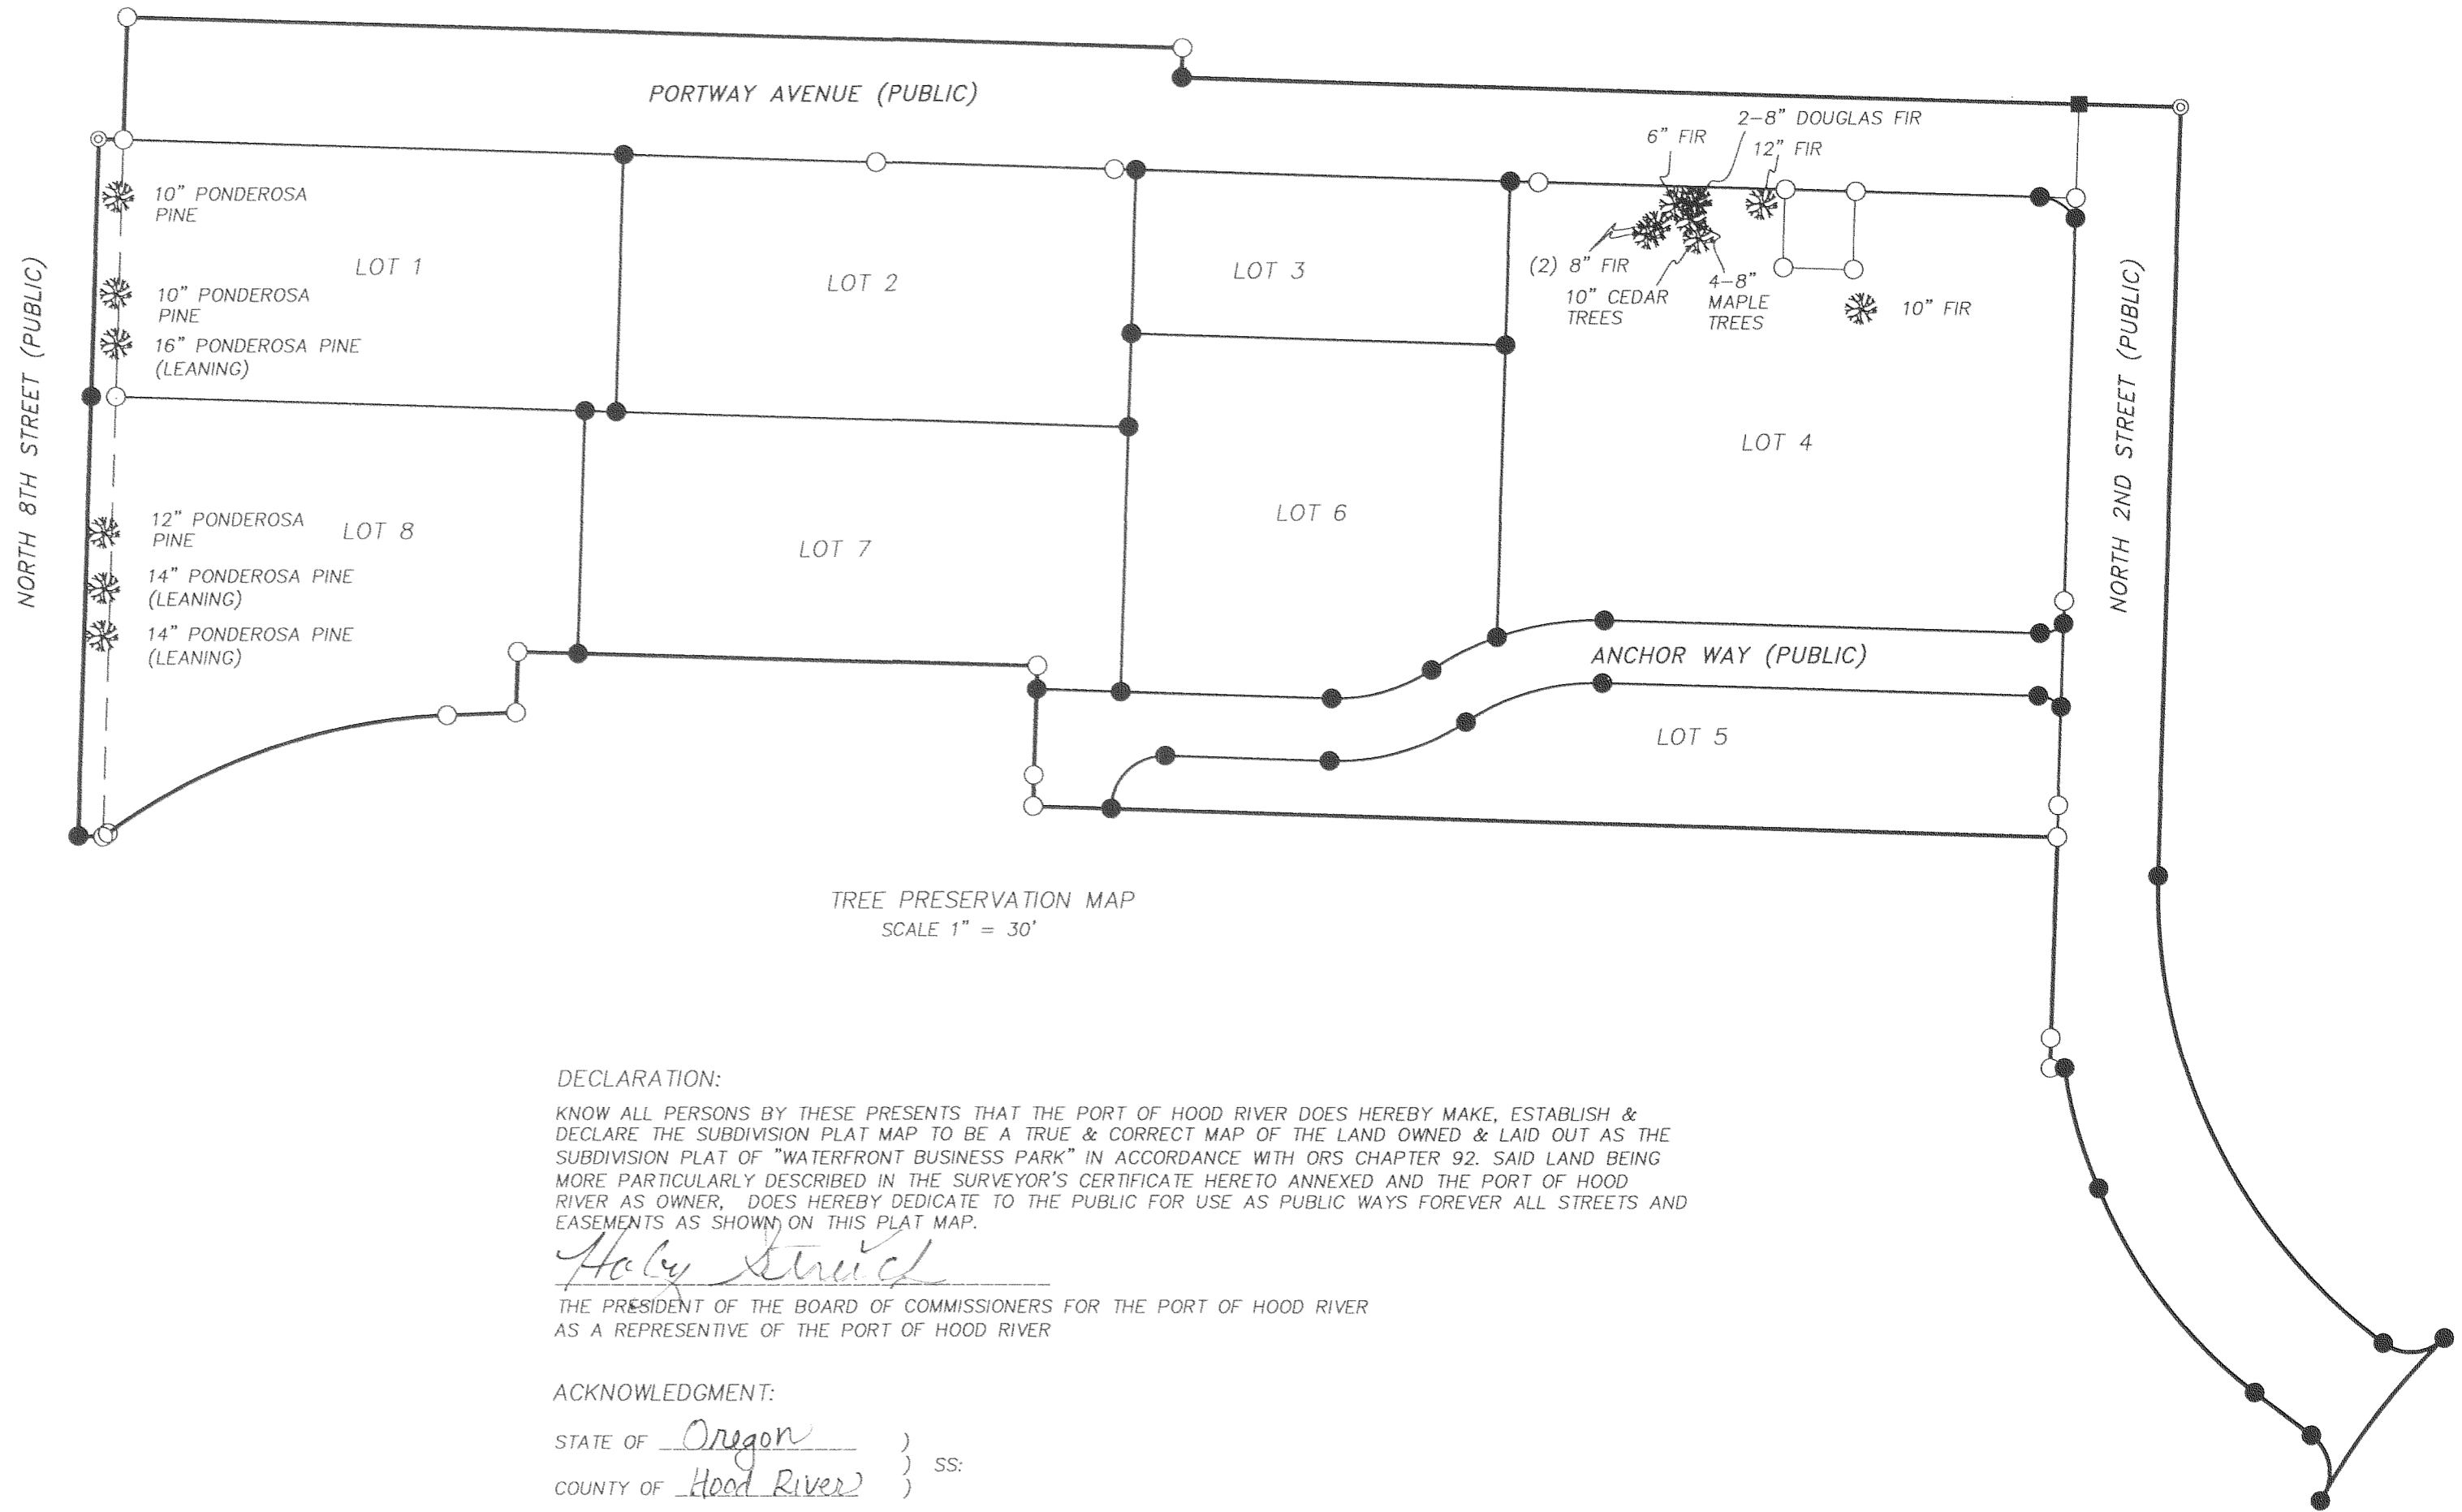 PORTWAY AVENUE (PUBLIC)
2-8" DOUGLAS FIR
6" FIR
12" FIR
10" PONDEROSA
PINE
LOT 1
LOT 2
LOT 3
(2) 8" FIR
10" CEDAR
TREES
4-8"
MAPLE
TREES
10" FIR
10" PONDEROSA
PINE
16" PONDEROSA PINE
(LEANING)
NORTH 8TH STREET (PUBLIC)
NORTH 2ND STREET (PUBLIC)
LOT 4
12" PONDEROSA
PINE
LOT 8
LOT 7
LOT 6
14" PONDEROSA PINE
(LEANING)
14" PONDEROSA PINE
(LEANING)
ANCHOR WAY (PUBLIC)
LOT 5
TREE PRESERVATION MAP
SCALE 1" = 30'
DECLARATION:
KNOW ALL PERSONS BY THESE PRESENTS THAT THE PORT OF HOOD RIVER DOES HEREBY MAKE, ESTABLISH &
DECLARE THE SUBDIVISION PLAT MAP TO BE A TRUE & CORRECT MAP OF THE LAND OWNED & LAID OUT AS THE
SUBDIVISION PLAT OF "WATERFRONT BUSINESS PARK" IN ACCORDANCE WITH ORS CHAPTER 92. SAID LAND BEING
MORE PARTICULARLY DESCRIBED IN THE SURVEYOR'S CERTIFICATE HERETO ANNEXED AND THE PORT OF HOOD
RIVER AS OWNER, DOES HEREBY DEDICATE TO THE PUBLIC FOR USE AS PUBLIC WAYS FOREVER ALL STREETS AND
EASEMENTS AS SHOWN ON THIS PLAT MAP.
THE PRESIDENT OF THE BOARD OF COMMISSIONERS FOR THE PORT OF HOOD RIVER
AS A REPRESENTIVE OF THE PORT OF HOOD RIVER
ACKNOWLEDGMENT:
STATE OF Oregon )
) SS:
COUNTY OF Hood River )